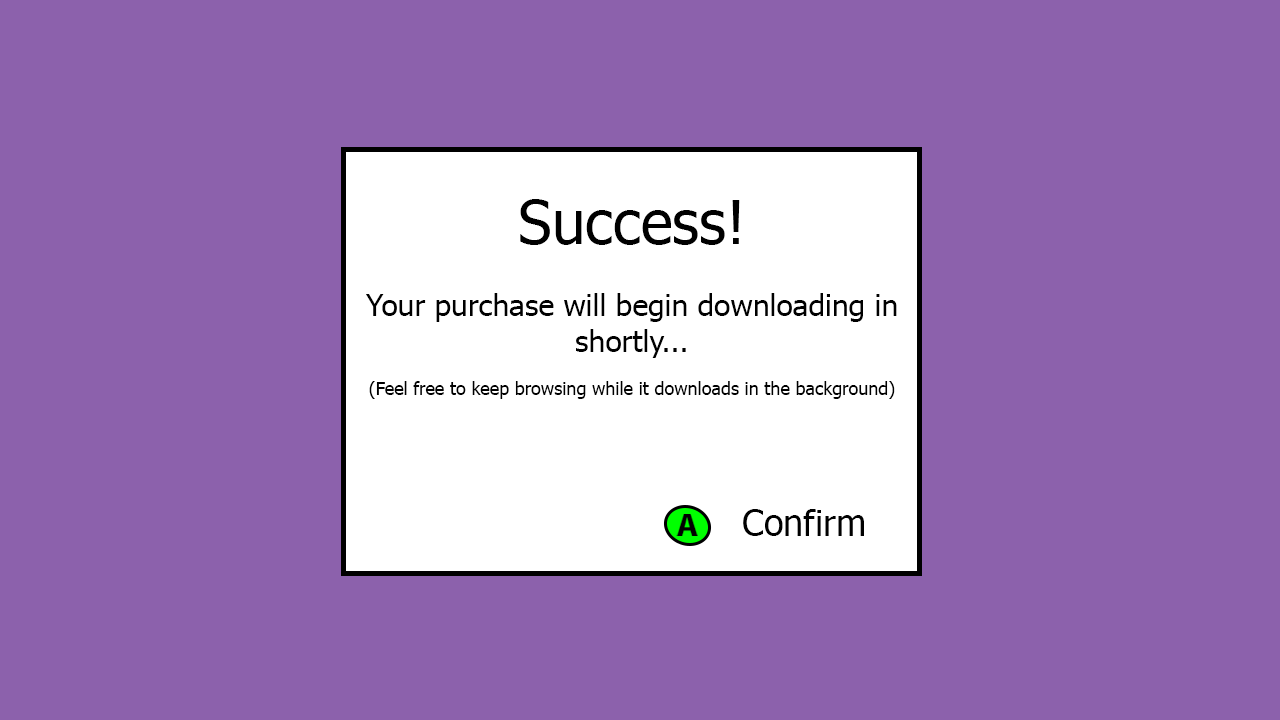 Success!
Your purchase will begin downloading in
shortly...
(Feel free to keep browsing while it downloads in the background)
A Confirm